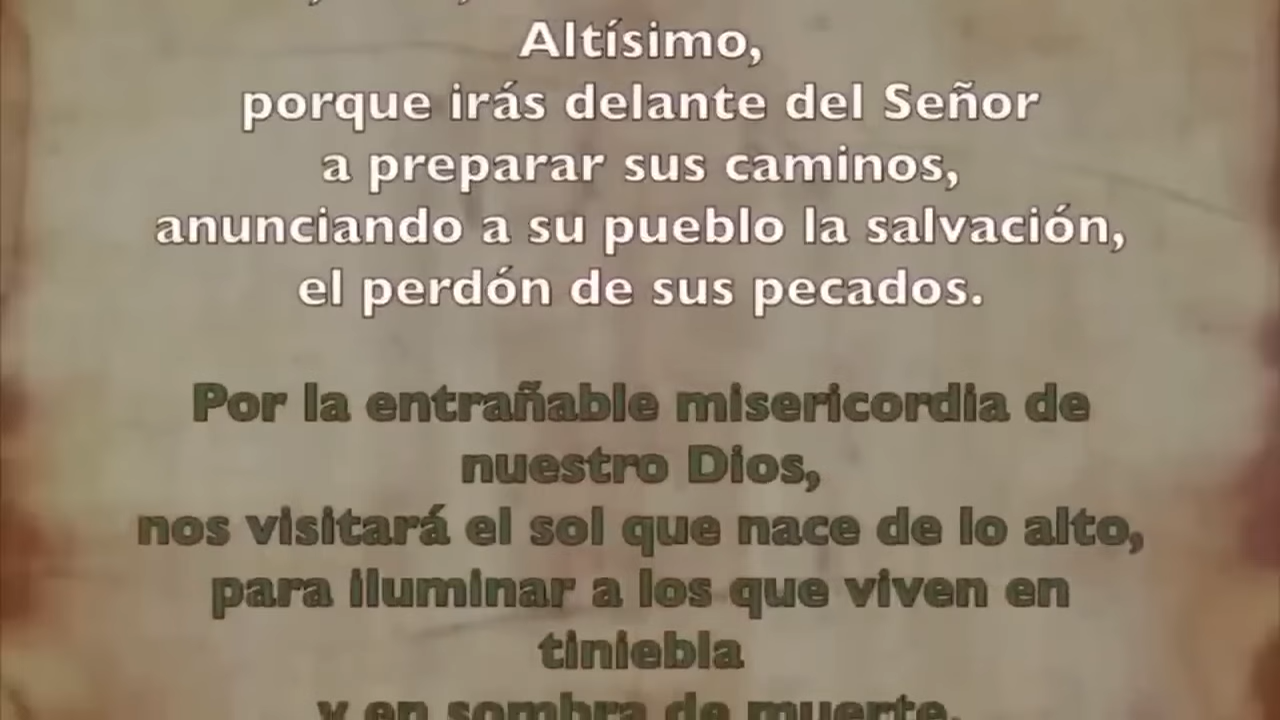 Altísimo,
porque irás delante del Señor
a preparar sus caminos,
anunciando a su pueblo la salvación,
el perdón de sus pecados.
Por la entrañable misericordia de
nuestro Dios,
nos visitará el sol que nace de lo alto,
para iluminar a los que viven en
tiniebla
y en sombra de muerte,